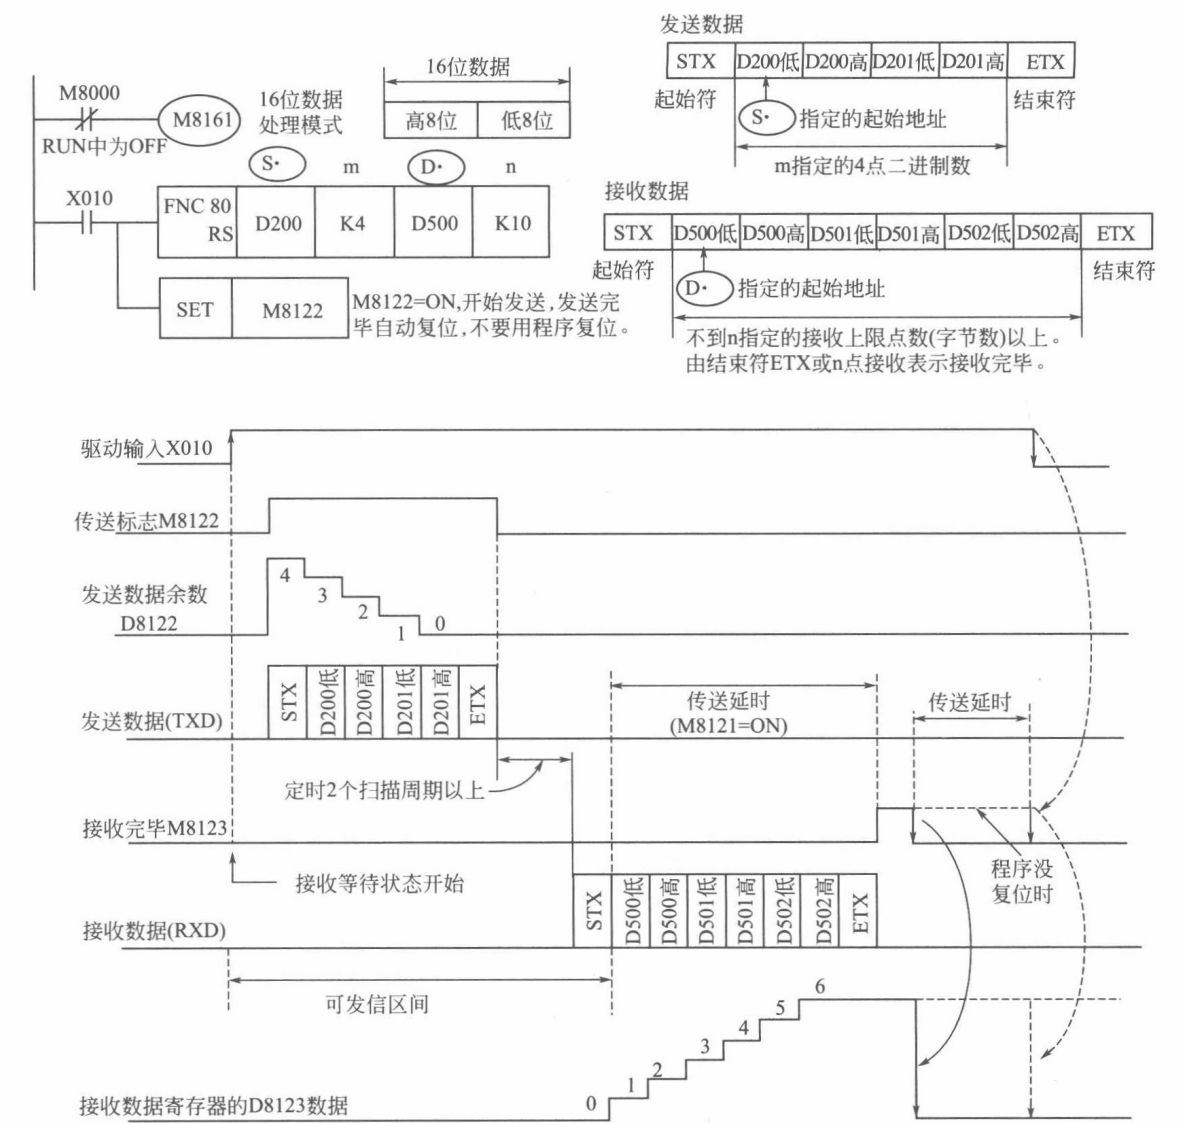 M8000
M8161
RUN中为OFF
16位数据
处理模式
16位数据
高8位 低8位
S· m D· n
X010
FNC 80
RS
D200 K4 D500 K10
SET M8122
M8122=ON,开始发送,发送完
毕自动复位,不要用程序复位。
发送数据
STX D200低 D200高 D201低 D201高 ETX
起始符 结束符
S· 指定的起始地址
m指定的4点二进制数
接收数据
STX D500低 D500高 D501低 D501高 D502低 D502高 ETX
起始符 结束符
D· 指定的起始地址
不到n指定的接收上限点数(字节数)以上。
由结束符ETX或n点接收表示接收完毕。
驱动输入X010
传送标志M8122
发送数据余数
D8122
4 3 2 1 0
发送数据(TXD)
STX D200低 D200高 D201低 D201高 ETX
传送延时
(M8121=ON)
传送延时
定时2个扫描周期以上
接收完毕M8123
接收等待状态开始
程序没
复位时
接收数据(RXD)
STX D500低 D500高 D501低 D501高 D502低 D502高 ETX
可发信区间
接收数据寄存器的D8123数据
0 1 2 3 4 5 6